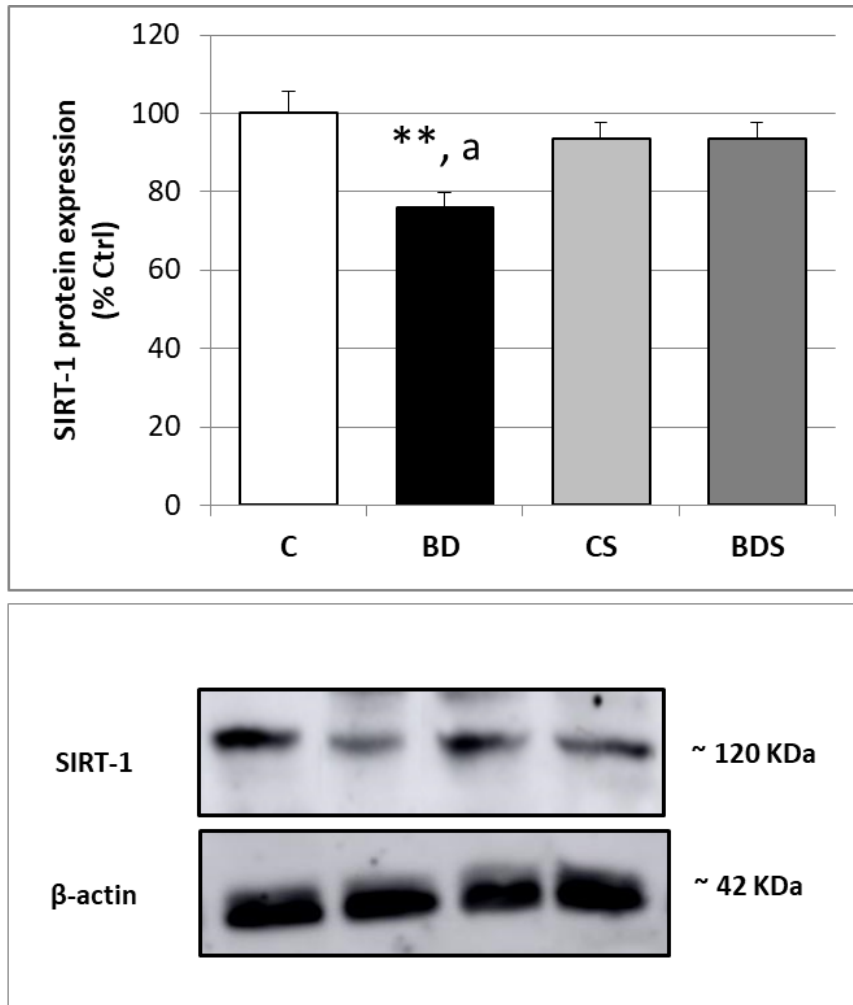 120
100
80
60
40
20
0
SIRT-1 protein expression
(% Ctrl)
**, a
C BD CS BDS
SIRT-1
~ 120 KDa
β-actin
~ 42 KDa